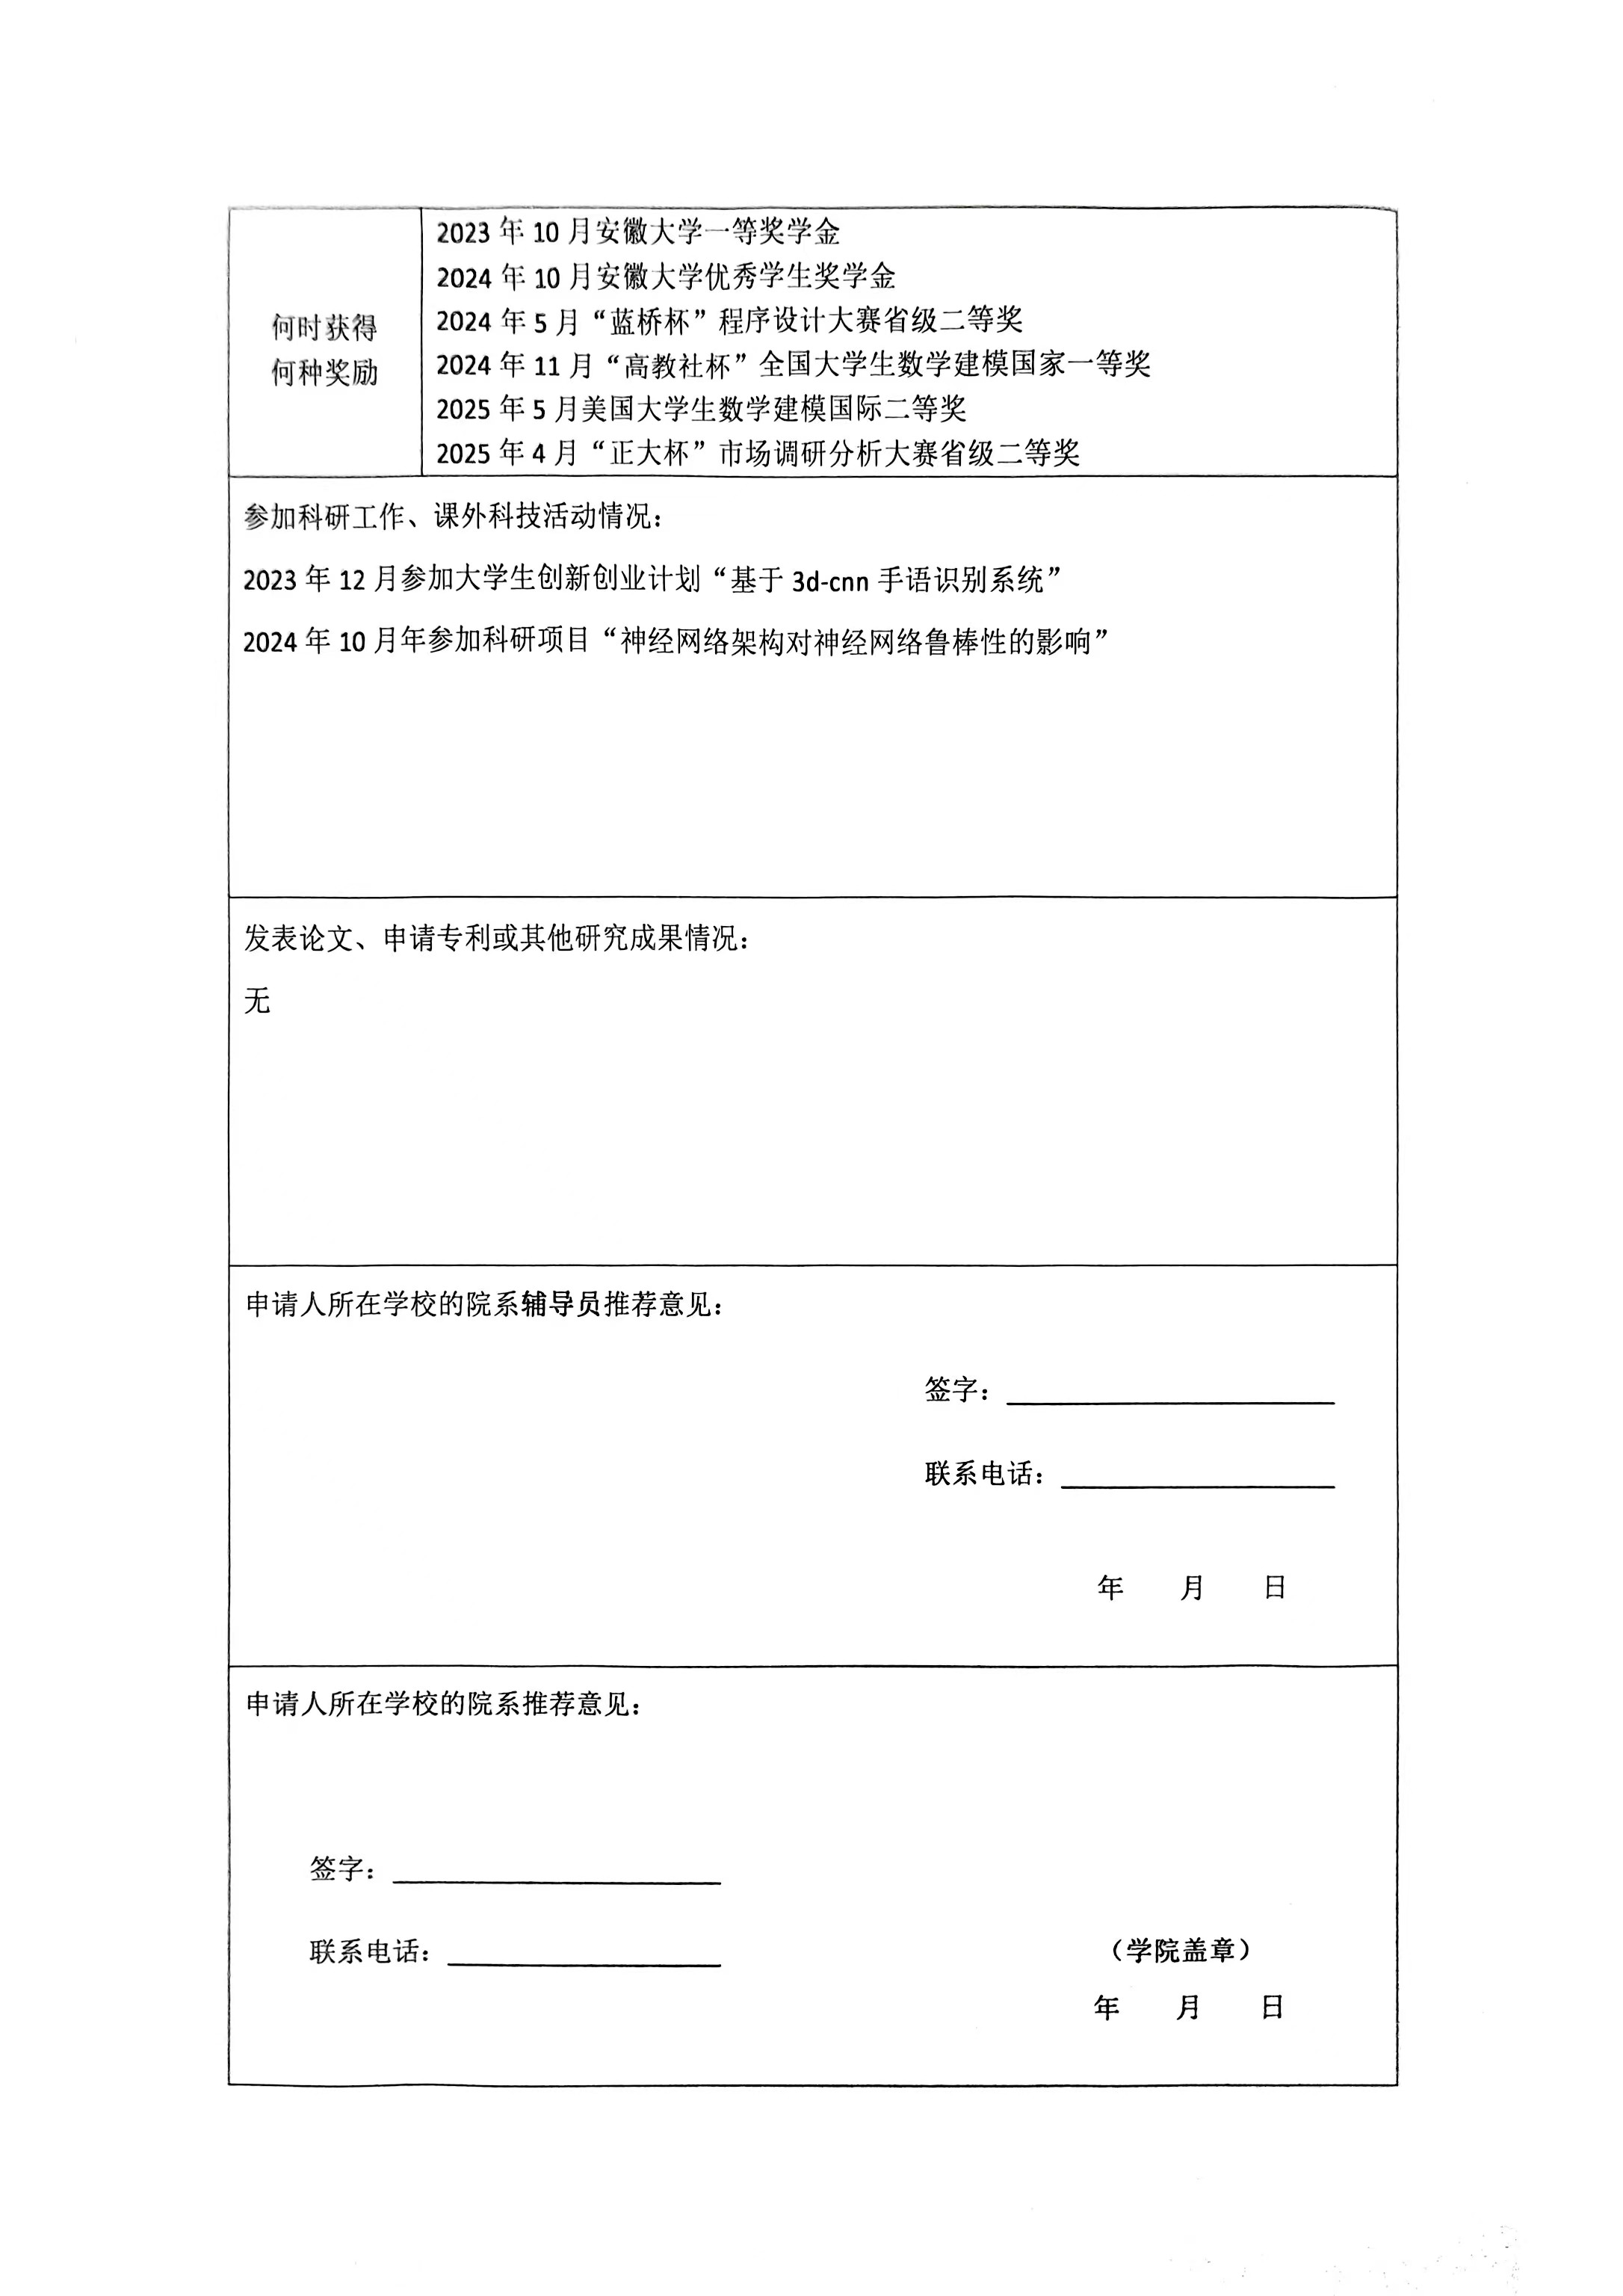 何时获得
何种奖励
2023 年 10 月安徽大学一等奖学金
2024 年 10 月安徽大学优秀学生奖学金
2024 年 5 月“蓝桥杯”程序设计大赛省级二等奖
2024 年 11 月“高教社杯”全国大学生数学建模国家一等奖
2025 年 5 月美国大学生数学建模国际二等奖
2025 年 4 月“正大杯”市场调研分析大赛省级二等奖
参加科研工作、课外科技活动情况：
2023 年 12 月参加大学生创新创业计划“基于 3d-cnn 手语识别系统”
2024 年 10 月年参加科研项目“神经网络架构对神经网络鲁棒性的影响”
发表论文、申请专利或其他研究成果情况：
无
申请人所在学校的院系辅导员推荐意见：
签字：
联系电话：
年 月 日
申请人所在学校的院系推荐意见：
签字：
联系电话： （学院盖章）
年 月 日